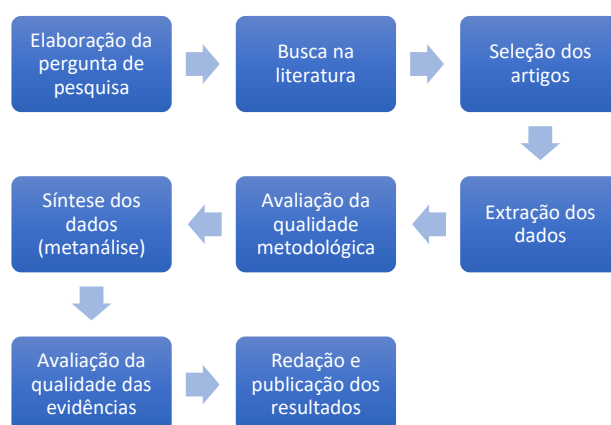 Elaboração da
pergunta de
pesquisa
Busca na
literatura
Seleção dos
artigos
Extração dos
dados
Avaliação da
qualidade
metodológica
Síntese dos
dados
(metanálise)
Avaliação da
qualidade das
evidências
Redação e
publicação dos
resultados